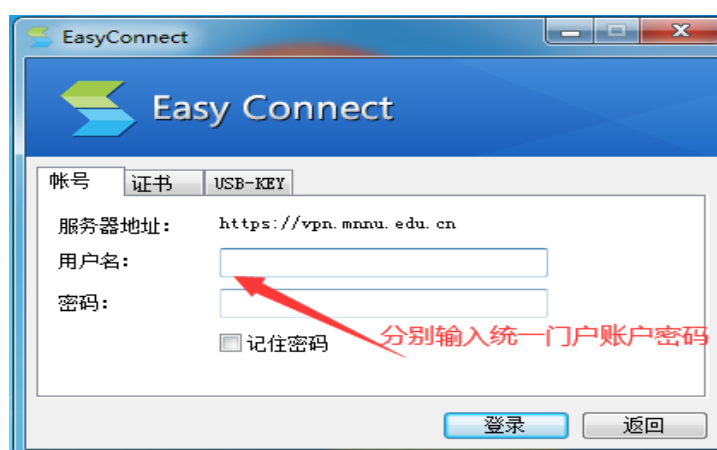 EasyConnect
Easy Connect
帐号 证书 USB-KEY
服务器地址: https://vpn.mnnu.edu.cn
用户名:
密码:
分别输入统一门户账户密码
记住密码
登录 返回